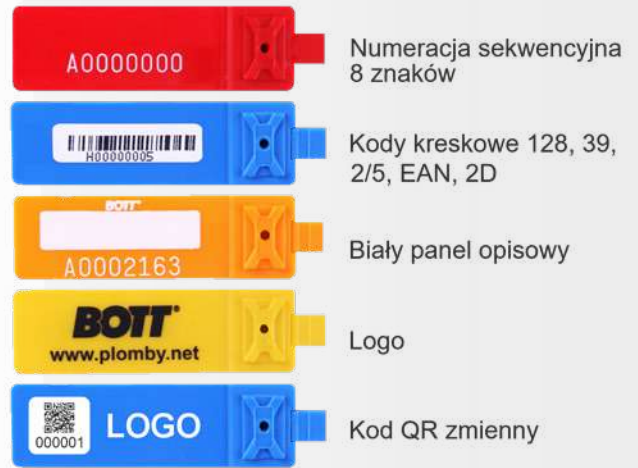 A0000000
Numeracja sekwencyjna
8 znaków
H00000005
Kody kreskowe 128, 39,
2/5, EAN, 2D
BOTT
A0002163
Biały panel opisowy
BOTT®
www.plomby.net
Logo
000001
LOGO
Kod QR zmienny